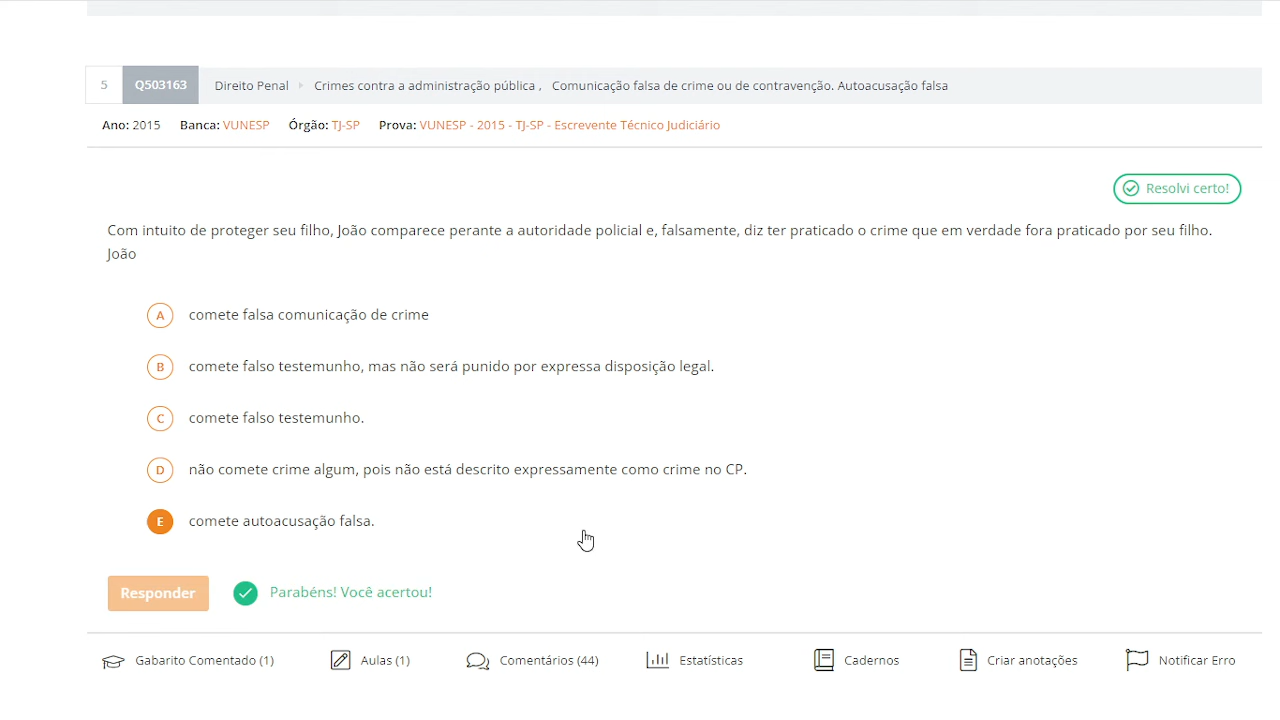 5 Q503163 Direito Penal Crimes contra a administração pública , Comunicação falsa de crime ou de contravenção. Autoacusação falsa
Ano: 2015 Banca: VUNESP Órgão: TJ-SP Prova: VUNESP - 2015 - TJ-SP - Escrevente Técnico Judiciário
Resolvi certo!
Com intuito de proteger seu filho, João comparece perante a autoridade policial e, falsamente, diz ter praticado o crime que em verdade fora praticado por seu filho.
João
A comete falsa comunicação de crime
B comete falso testemunho, mas não será punido por expressa disposição legal.
C comete falso testemunho.
D não comete crime algum, pois não está descrito expressamente como crime no CP.
E comete autoacusação falsa.
Responder Parabéns! Você acertou!
Gabarito Comentado (1) Aulas (1) Comentários (44) Estatísticas Cadernos Criar anotações Notificar Erro